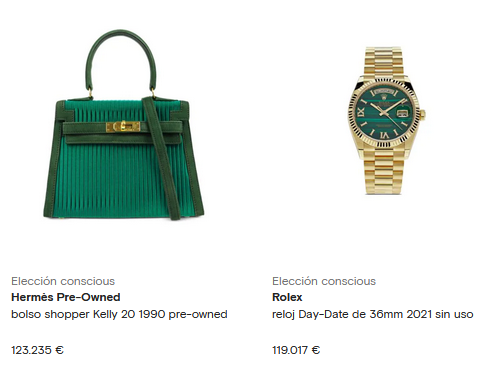 Elección conscious
Hermès Pre-Owned
bolso shopper Kelly 20 1990 pre-owned
123.235 €
Elección conscious
Rolex
reloj Day-Date de 36mm 2021 sin uso
119.017 €